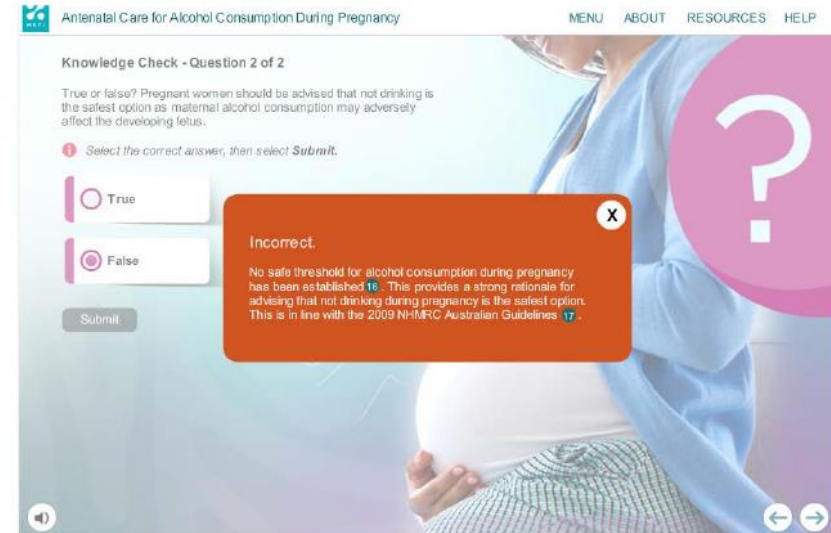 Antenatal Care for Alcohol Consumption During Pregnancy
MENU ABOUT RESOURCES HELP
Knowledge Check - Question 2 of 2
True or false? Pregnant women should be advised that not drinking is
the safest option as maternal alcohol consumption may adversely
affect the developing fetus.
i Select the correct answer, then select Submit.
True
False
Submit
?
X
Incorrect.
No safe threshold for alcohol consumption during pregnancy
has been established 16 . This provides a strong rationale for
advising that not drinking during pregnancy is the safest option.
This is in line with the 2009 NHMRC Australian Guidelines 17 .